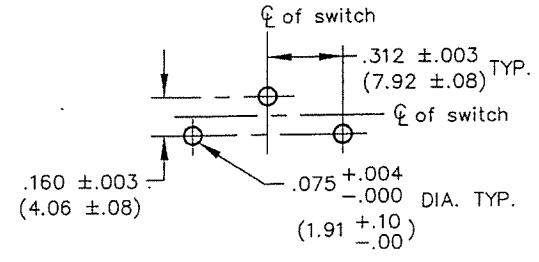 ℄ of switch
.312 ±.003 TYP.
(7.92 ±.08)
℄ of switch
.160 ±.003
(4.06 ±.08)
.075 +.004 -.000 DIA. TYP.
(1.91 +.10 -.00)